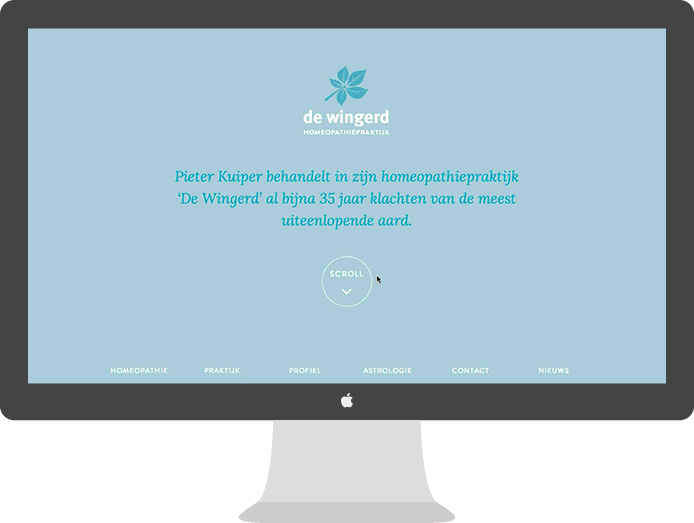 de wingerd
HOMEOPATHIEPRAKTIJK
Pieter Kuiper behandelt in zijn homeopathiepraktijk
‘De Wingerd’ al bijna 35 jaar klachten van de meest
uiteenlopende aard.
SCROLL
HOMEOPATHIE PRAKTIJK PROFIEL ASTROLOGIE CONTACT NIEUWS